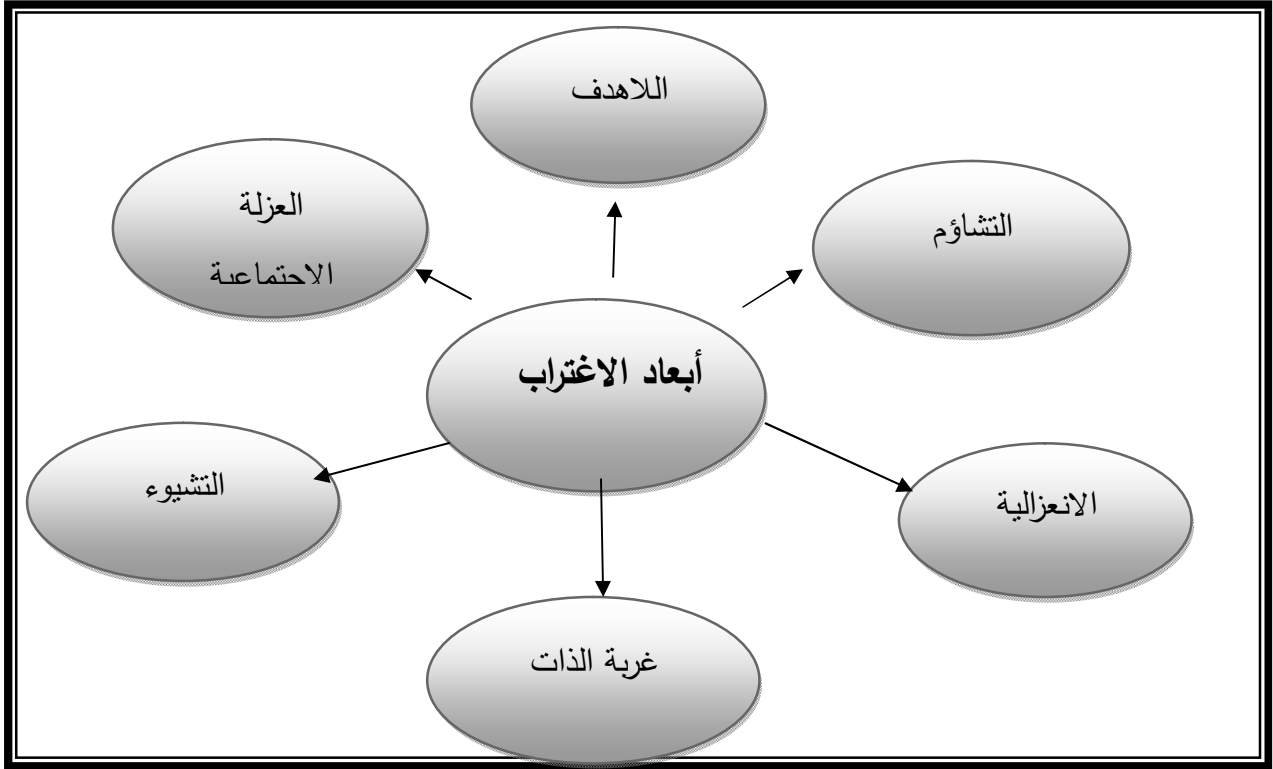 اللاهدف
العزلة
الاجتماعية
التشاؤم
أبعاد الاغتراب
التشيوء
الانعزالية
غربة الذات